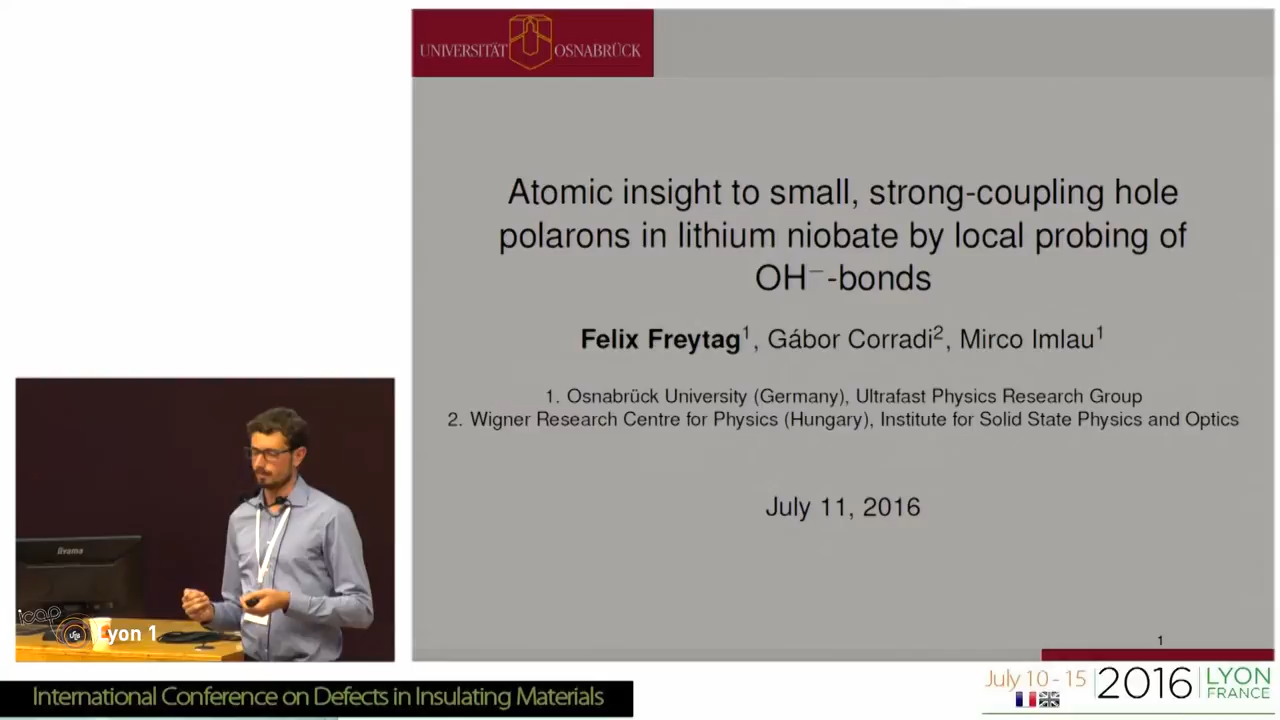 UNIVERSITÄT OSNABRÜCK
Atomic insight to small, strong-coupling hole
polarons in lithium niobate by local probing of
OH⁻-bonds
Felix Freytag¹, Gábor Corradi², Mirco Imlau¹
1. Osnabrück University (Germany), Ultrafast Physics Research Group
2. Wigner Research Centre for Physics (Hungary), Institute for Solid State Physics and Optics
July 11, 2016
1
iiyama
icap
Lyon 1
International Conference on Defects in Insulating Materials
July 10 - 15
2016
LYON
FRANCE